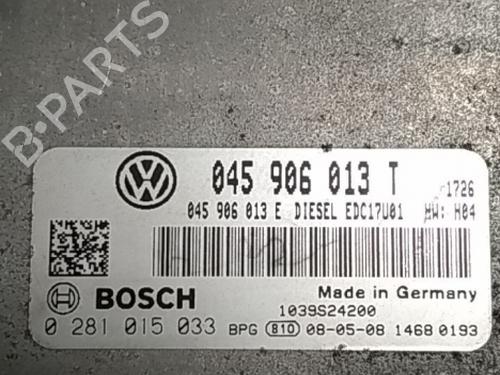 B-PARTS
045 906 013 T
1726
045 906 013 E DIESEL EDC17U01 HW: H04
BOSCH
Made in Germany
1039S24200
0 281 015 033 BPG 810 08-05-08 1468 0193